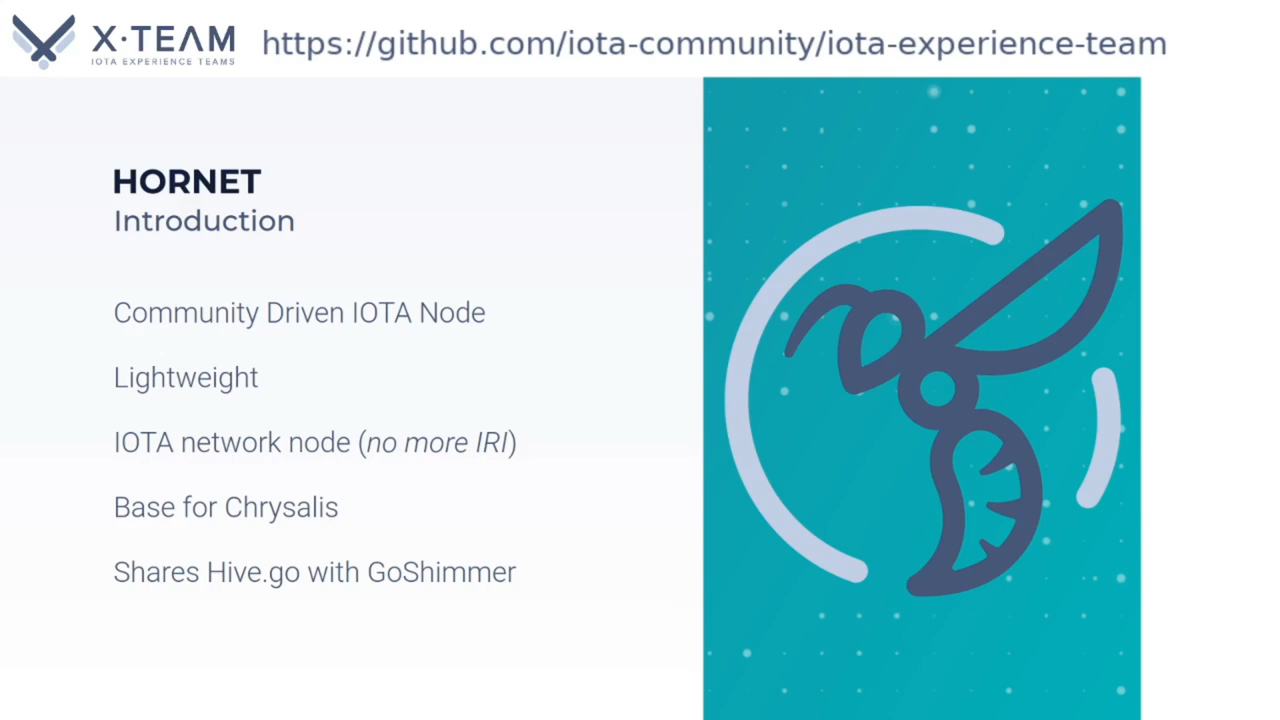 X·TEAM
IOTA EXPERIENCE TEAMS
https://github.com/iota-community/iota-experience-team
HORNET
Introduction
Community Driven IOTA Node
Lightweight
IOTA network node (no more IRI)
Base for Chrysalis
Shares Hive.go with GoShimmer